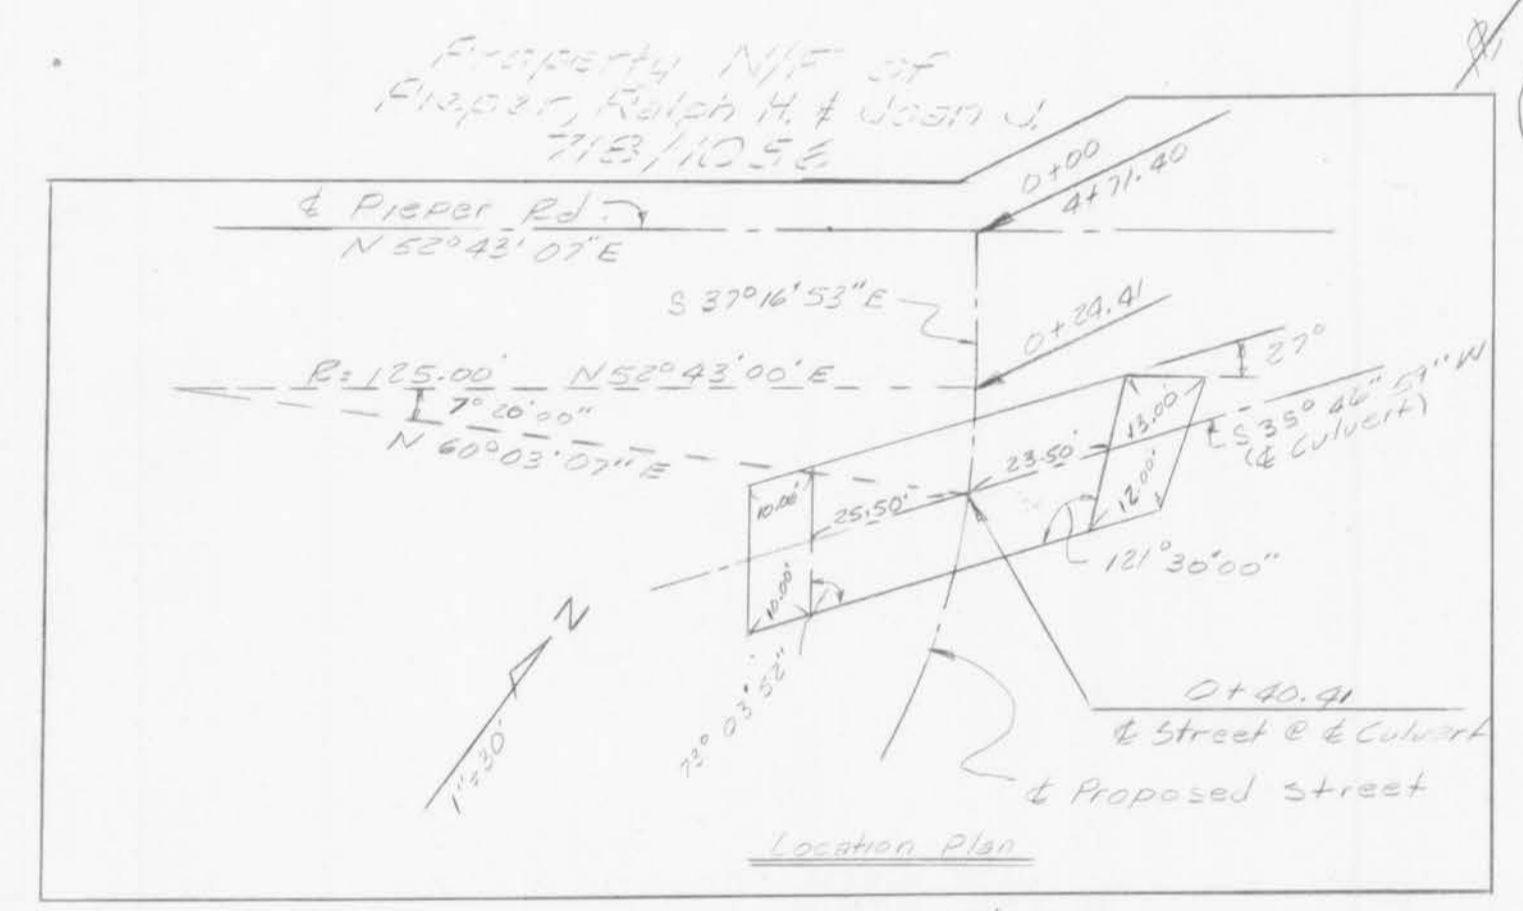 Property N/F of
Pieper, Ralph H. & Joan J.
718/1056
0+00
4+71.40
℄ Pieper Rd.
N 52° 43' 07" E
S 37° 16' 53" E
0+24.41
27°
R= 125.00' N 52° 43' 00" E
7° 20' 00"
N 60° 03' 07" E
13.00'
S 35° 46" 59" W
(℄ Culvert)
23.50'
10.00'
25.50'
12.00'
121° 30' 00"
10.00'
N
73° 03' 52"
1"=30'
0+40.41
℄ Street @ ℄ Culvert
℄ Proposed Street
Location Plan